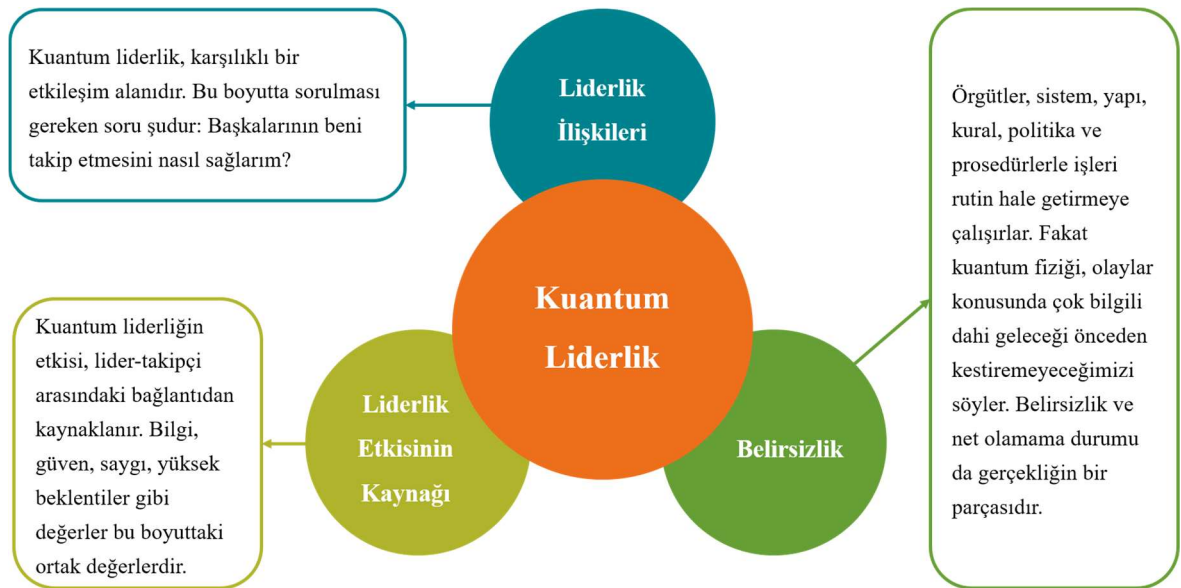 Kuantum liderlik, karşılıklı bir
etkileşim alanıdır. Bu boyutta sorulması
gereken soru şudur: Başkalarının beni
takip etmesini nasıl sağlarım?
Liderlik
İlişkileri
Kuantum
Liderlik
Kuantum liderliğin
etkisi, lider-takipçi
arasındaki bağlantıdan
kaynaklanır. Bilgi,
güven, saygı, yüksek
beklentiler gibi
değerler bu boyuttaki
ortak değerlerdir.
Liderlik
Etkisinin
Kaynağı
Belirsizlik
Örgütler, sistem, yapı,
kural, politika ve
prosedürlerle işleri
rutin hale getirmeye
çalışırlar. Fakat
kuantum fiziği, olaylar
konusunda çok bilgili
dahi geleceği önceden
kestiremeyeceğimizi
söyler. Belirsizlik ve
net olamama durumu
da gerçekliğin bir
parçasıdır.